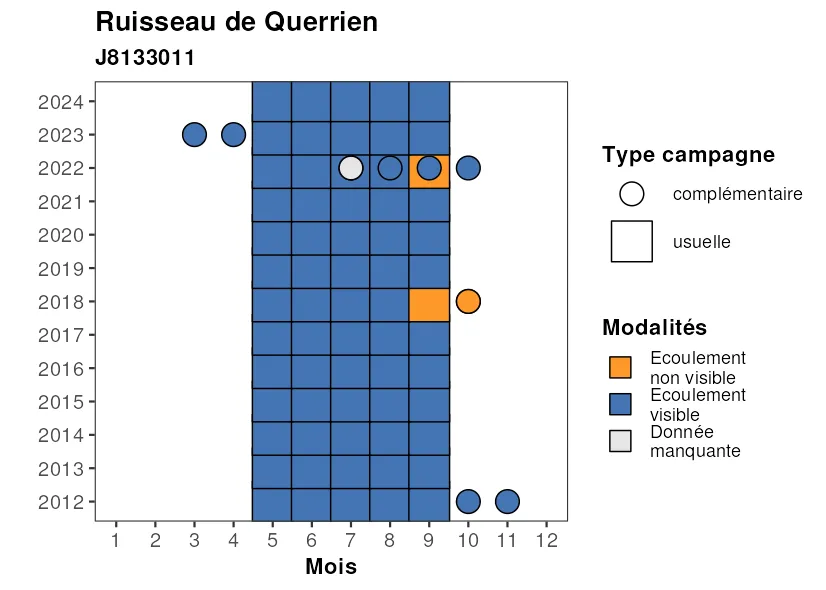 Ruisseau de Querrien
J8133011
2024
2023
2022
2021
2020
2019
2018
2017
2016
2015
2014
2013
2012
1 2 3 4 5 6 7 8 9 10 11 12
Mois
Type campagne
complémentaire
usuelle
Modalités
Ecoulement
non visible
Ecoulement
visible
Donnée
manquante